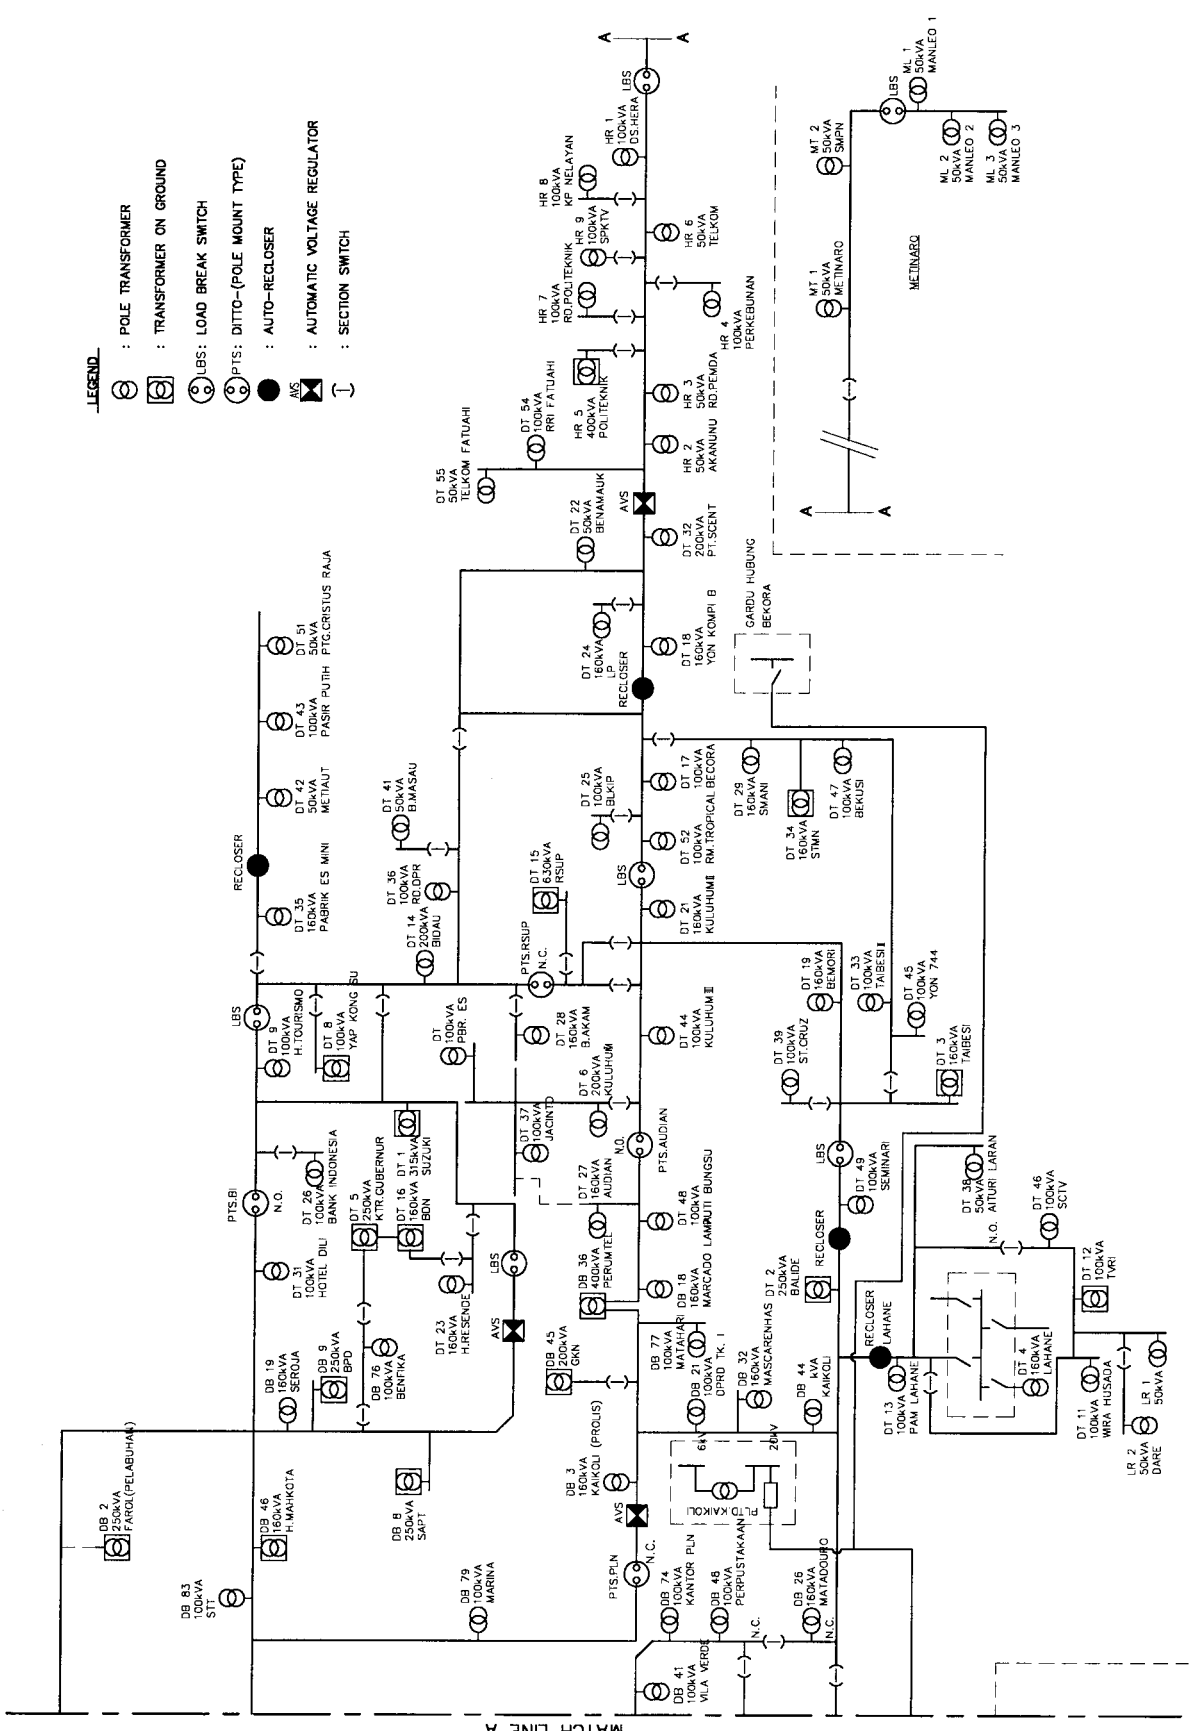 LEGEND
: POLE TRANSFORMER
: TRANSFORMER ON GROUND
LBS: LOAD BREAK SWITCH
PTS: DITTO-(POLE MOUNT TYPE)
: AUTO-RECLOSER
AVS
: AUTOMATIC VOLTAGE REGULATOR
: SECTION SWITCH
A
A
LBS
HR 1
100kVA
DS.HERA
HR 8
100kVA
KP NELAYAN
HR 9
100kVA
SPKTV
HR 6
50kVA
TELKOM
HR 7
100kVA
RD.POLITEKNIK
HR 4
100kVA
PERKEBUNAN
HR 5
400kVA
POLITEKNIK
HR 3
50kVA
RD.PEMDA
HR 2
50kVA
AKANUNU
DT 54
100kVA
RRI FATUAHI
DT 55
50kVA
TELKOM FATUAHI
AVS
DT 22
50kVA
BENAMAUK
DT 32
200kVA
PT.SCENT
DT 24
160kVA
LP
DT 18
160kVA
YON KOMPI B
RECLOSER
GARDU HUBUNG
BEKORA
A
A
MT 1
50kVA
METINARO
MT 2
50kVA
SMPN
METINARO
LBS
ML 1
50kVA
MANLEO 1
ML 2
50kVA
MANLEO 2
ML 3
50kVA
MANLEO 3
DT 51
50kVA
PTG.CRISTUS RAJA
DT 43
100kVA
PASIR PUTIH
DT 42
50kVA
METIAUT
RECLOSER
DT 35
160kVA
PABRIK ES MINI
DT 41
50kVA
B.MASAU
DT 36
100kVA
RD.DPR
DT 14
200kVA
BIDAU
DT 15
630kVA
RSUP
PTS.RSUP
N.C.
DT 25
100kVA
BLKIP
DT 17
100kVA
BECORA
DT 52
100kVA
RM.TROPICAL
LBS
DT 21
160kVA
KULUHUM II
DT 29
160kVA
SMANI
DT 34
160kVA
STMN
DT 47
100kVA
BEKUSI
LBS
DT 9
100kVA
H.TOURISMO
DT 8
100kVA
YAP KONG SU
DT
100kVA
PBR. ES
DT 28
160kVA
B.AKAM
DT 44
100kVA
KULUHUM II
DT 6
200kVA
KULUHUM
DT 37
100kVA
JACINTO
DT 19
160kVA
BEMORI
DT 33
100kVA
TAIBESI II
DT 45
100kVA
YON 744
DT 39
100kVA
ST.CRUZ
DT 3
160kVA
TAIBESI
PTS.BI
N.O.
DT 26
100kVA
BANK INDONESIA
DT 1
315kVA
SUZUKI
DT 5
250kVA
KTR.GUBERNUR
DT 16
160kVA
BDN
DT 27
160kVA
AUDIAN
N.O.
PTS.AUDIAN
DT 48
100kVA
PUTI BUNGSU
LBS
DT 49
100kVA
SEMINARI
DT 38
50kVA
AITURI LARAN
N.O.
DT 46
100kVA
SCTV
DT 31
100kVA
HOTEL DILI
DT 23
160kVA
H.RESENDE
LBS
AVS
DB 36
400kVA
PERUMTEL
DB 18
160kVA
MARCADO LAMA
RECLOSER
DT 2
250kVA
BALIDE
DT 12
100kVA
TVRI
DB 19
160kVA
SEROJA
DB 9
250kVA
BPD
DB 76
100kVA
BENFIKA
DB 45
200kVA
GKN
DB 77
100kVA
MATAHARI
DB 21
100kVA
DPRD TK. I
DB 32
160kVA
MASCARENHAS
DB 44
kVA
KAIKOLI
RECLOSER
LAHANE
DT 13
100kVA
PAM LAHANE
DT 4
160kVA
LAHANE
DT 11
100kVA
WIRA HUSADA
LR 1
50kVA
LR 2
50kVA
DARE
DB 2
250kVA
FAROL(PELABUHAN)
DB 46
160kVA
H.MAHKOTA
DB 8
250kVA
SAPT
DB 3
160kVA
KAIKOLI (PROLIS)
AVS
6kV
20kV
PLTD.KAIKOLI
DB 83
100kVA
STT
DB 79
100kVA
MARINA
PTS.PLN
N.C.
DB 74
100kVA
KANTOR PLN
DB 48
100kVA
PERPUSTAKAAN
DB 26
160kVA
MATADOURO
N.C.
N.C.
DB 41
100kVA
VILA VERDE
MATCH LINE A